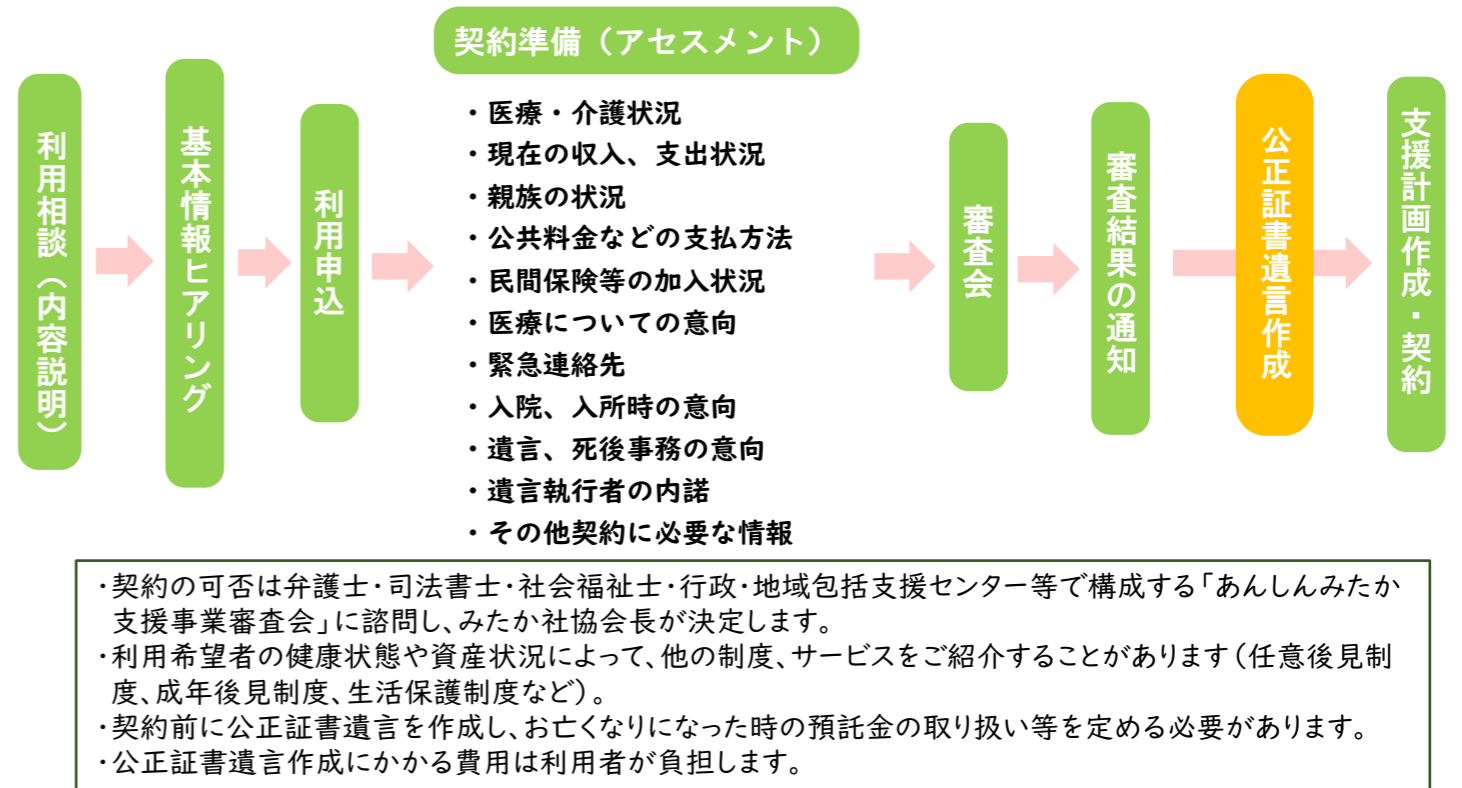 利用相談（内容説明）
基本情報ヒアリング
利用申込
契約準備（アセスメント）
・医療・介護状況
・現在の収入、支出状況
・親族の状況
・公共料金などの支払方法
・民間保険等の加入状況
・医療についての意向
・緊急連絡先
・入院、入所時の意向
・遺言、死後事務の意向
・遺言執行者の内諾
・その他契約に必要な情報
審査会
審査結果の通知
公正証書遺言作成
支援計画作成・契約
・契約の可否は弁護士・司法書士・社会福祉士・行政・地域包括支援センター等で構成する「あんしんみたか
支援事業審査会」に諮問し、みたか社協会長が決定します。
・利用希望者の健康状態や資産状況によって、他の制度、サービスをご紹介することがあります（任意後見制
度、成年後見制度、生活保護制度など）。
・契約前に公正証書遺言を作成し、お亡くなりになった時の預託金の取り扱い等を定める必要があります。
・公正証書遺言作成にかかる費用は利用者が負担します。